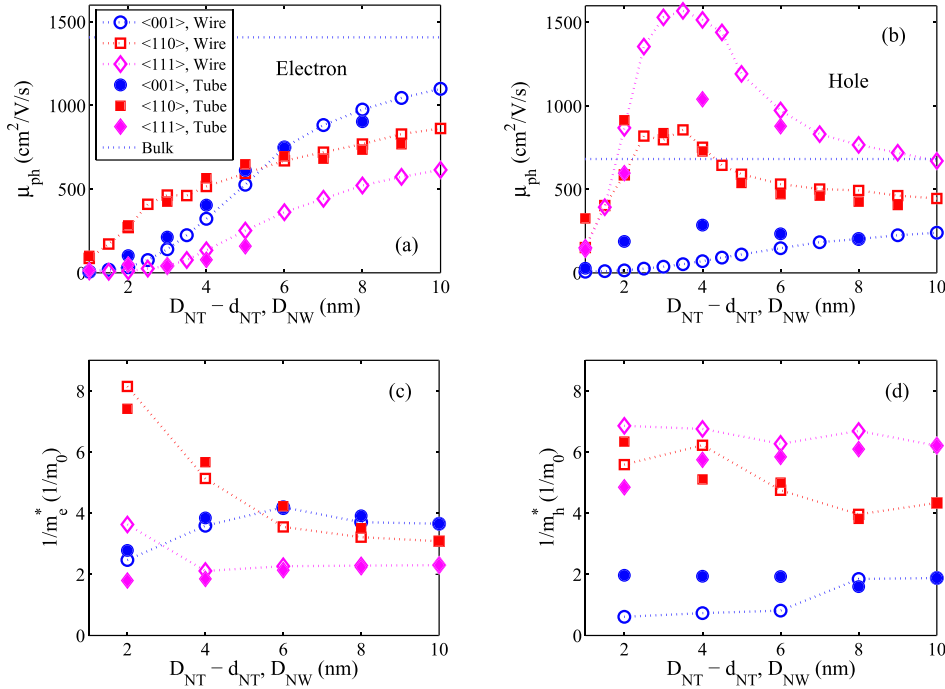 1500
1000
500
0
μph (cm²/V/s)
<001>, Wire
<110>, Wire
<111>, Wire
<001>, Tube
<110>, Tube
<111>, Tube
Bulk
Electron
(a)
2 4 6 8 10
DNT − dNT, DNW (nm)
1500
1000
500
0
μph (cm²/V/s)
(b)
Hole
2 4 6 8 10
DNT − dNT, DNW (nm)
8
6
4
2
0
1/m*e (1/m0)
(c)
2 4 6 8 10
DNT − dNT, DNW (nm)
8
6
4
2
0
1/m*h (1/m0)
(d)
2 4 6 8 10
DNT − dNT, DNW (nm)